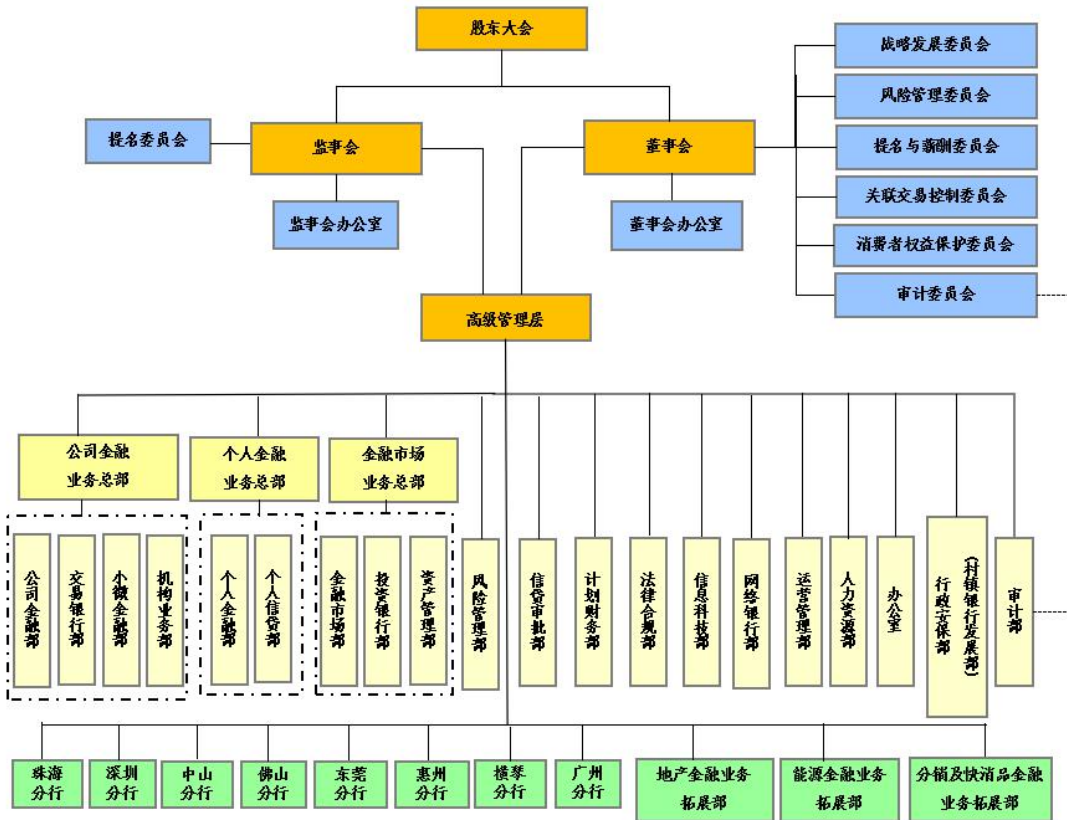 股东大会
战略发展委员会
风险管理委员会
提名委员会
监事会
董事会
提名与薪酬委员会
关联交易控制委员会
监事会办公室
董事会办公室
消费者权益保护委员会
审计委员会
高级管理层
公司金融
业务总部
个人金融
业务总部
金融市场
业务总部
公司金融部
交易银行部
小微金融部
机构业务部
个人金融部
个人信贷部
金融市场部
投资银行部
资产管理部
风险管理部
信贷审批部
计划财务部
法律合规部
信息科技部
网络银行部
运营管理部
人力资源部
办公室
(村镇银行发展部)
行政安保部
审计部
珠海
分行
深圳
分行
中山
分行
佛山
分行
东莞
分行
惠州
分行
横琴
分行
广州
分行
地产金融业务
拓展部
能源金融业务
拓展部
分销及快消品金融
业务拓展部